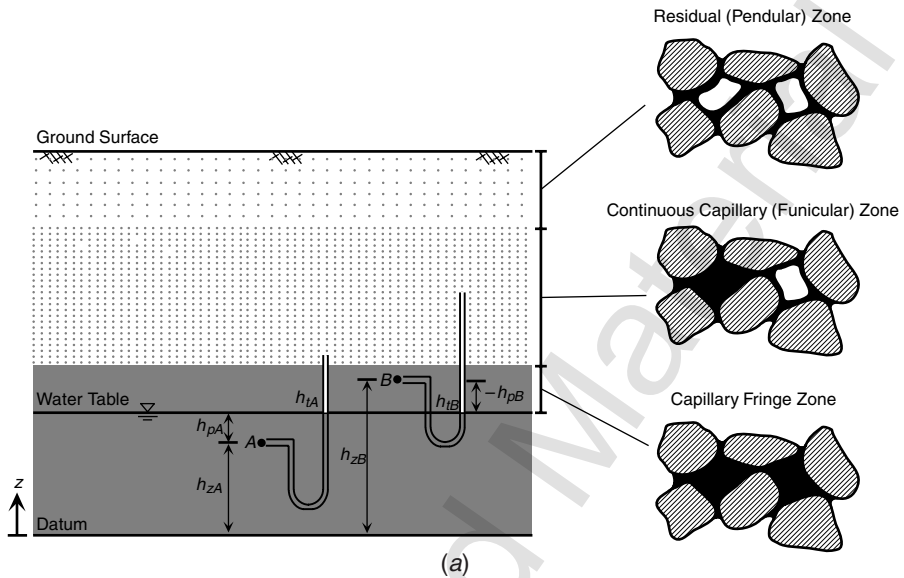 Residual (Pendular) Zone
Ground Surface
Continuous Capillary (Funicular) Zone
h_tA
B
h_tB
−h_pB
Water Table
Capillary Fringe Zone
h_pA
A
h_zB
h_zA
z
Datum
(a)
d Material